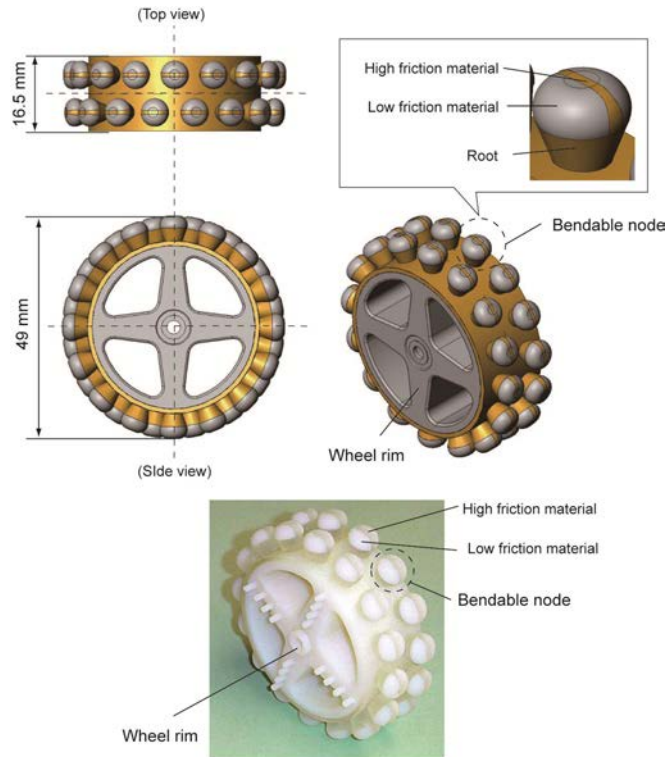 (Top view)
16.5 mm
High friction material
Low friction material
Root
Bendable node
49 mm
Wheel rim
(SIde view)
High friction material
Low friction material
Bendable node
Wheel rim